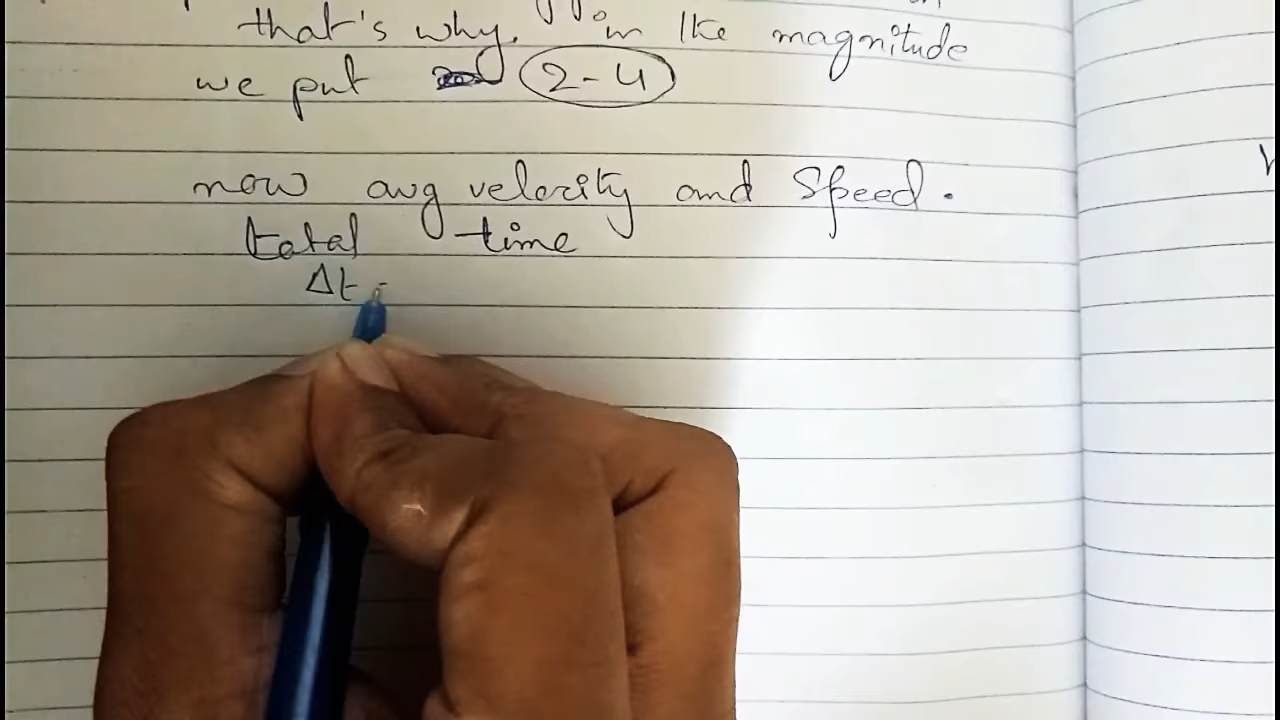 that's why. in the magnitude
we put 2-4
now avg velocity and Speed.
total time
Δt =